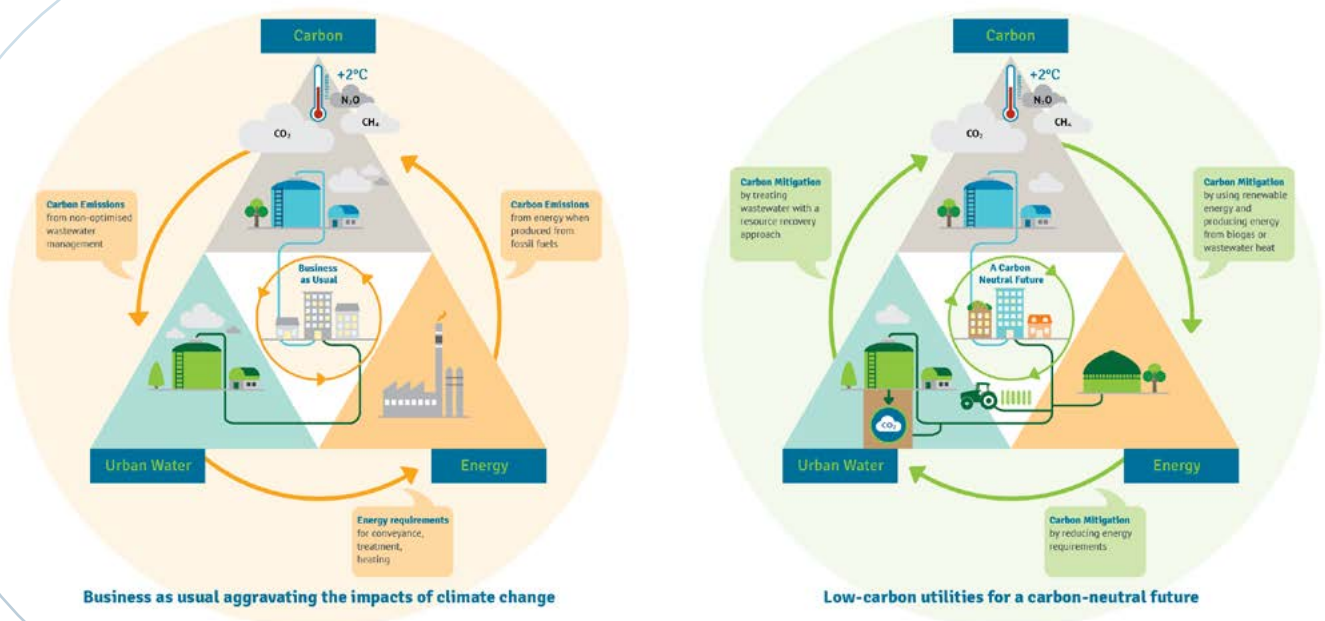 Carbon
+2°C
N₂O
CH₄
CO₂
Carbon Emissions
from non-optimised
wastewater
management
Carbon Emissions
from energy when
produced from
fossil fuels
Business
as Usual
Urban Water
Energy
Energy requirements
for conveyance,
treatment,
heating
Business as usual aggravating the impacts of climate change
Carbon
+2°C
N₂O
CH₄
CO₂
Carbon Mitigation
by treating
wastewater with a
resource recovery
approach
Carbon Mitigation
by using renewable
energy and
producing energy
from biogas or
wastewater heat
A Carbon
Neutral Future
CO₂
Urban Water
Energy
Carbon Mitigation
by reducing energy
requirements
Low-carbon utilities for a carbon-neutral future